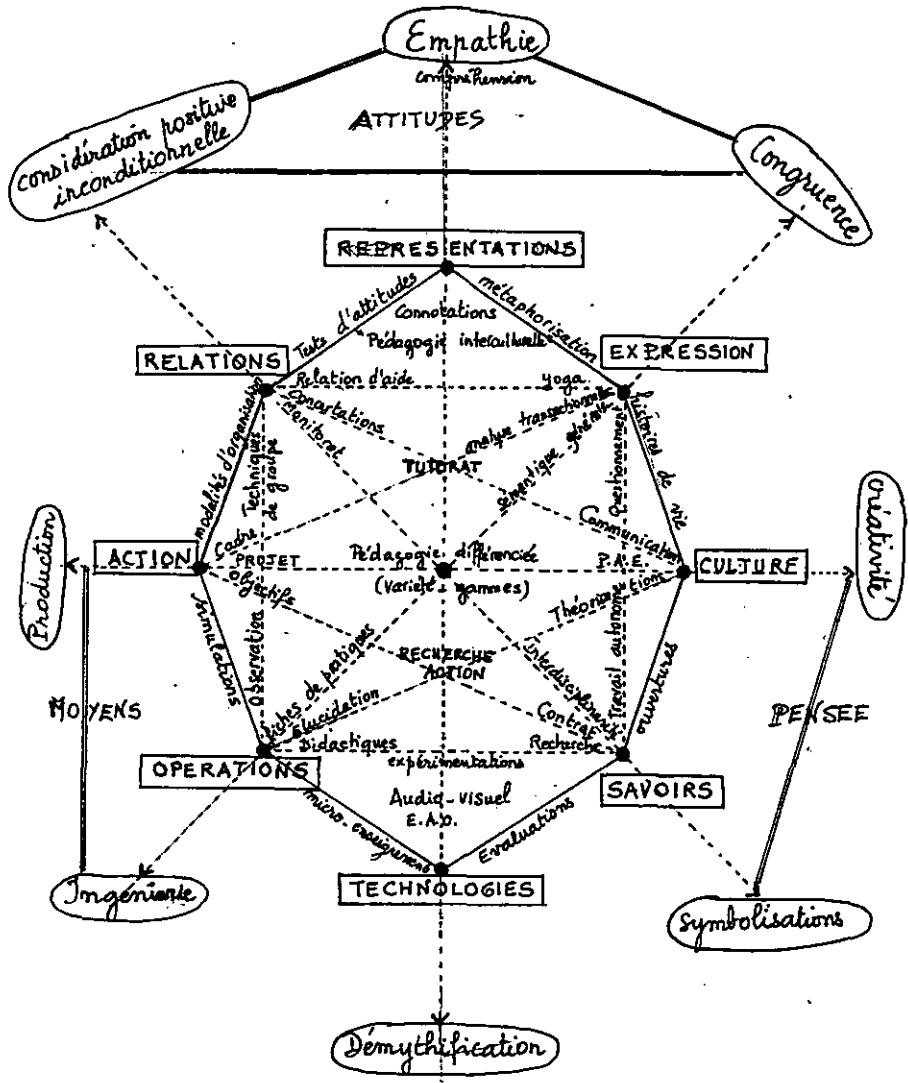 Empathie
compréhension
ATTITUDES
considération positive
inconditionnelle
Congruence
REPRESENTATIONS
Tests d'attitudes
métaphorisation
Connotations
Pédagogie interculturelle
RELATIONS
EXPRESSION
Relation d'aide
yoga
Concertations
Monitorat
analyse transactionnelle
Sémantique générale
modalités d'organisation
Techniques
de groupe
Questionnement
histoires de vie
TUTORAT
Communication
Cadre
Production
ACTION
PROJET
Pédagogie différenciée
P.A.E.
CULTURE
créativité
objectifs
(variété - gammes)
Théorisations
simulations
Observation
fiches de pratiques
RECHERCHE
ACTION
Interdisciplinarité
Travail autonome
ouvertures
MOYENS
PENSEE
Elucidation
Contrat
Didactiques
Recherche
expérimentations
OPERATIONS
SAVOIRS
micro-enseignement
Audio-visuel
E.A.O.
Evaluations
Ingénierie
TECHNOLOGIES
Symbolisations
Démythification